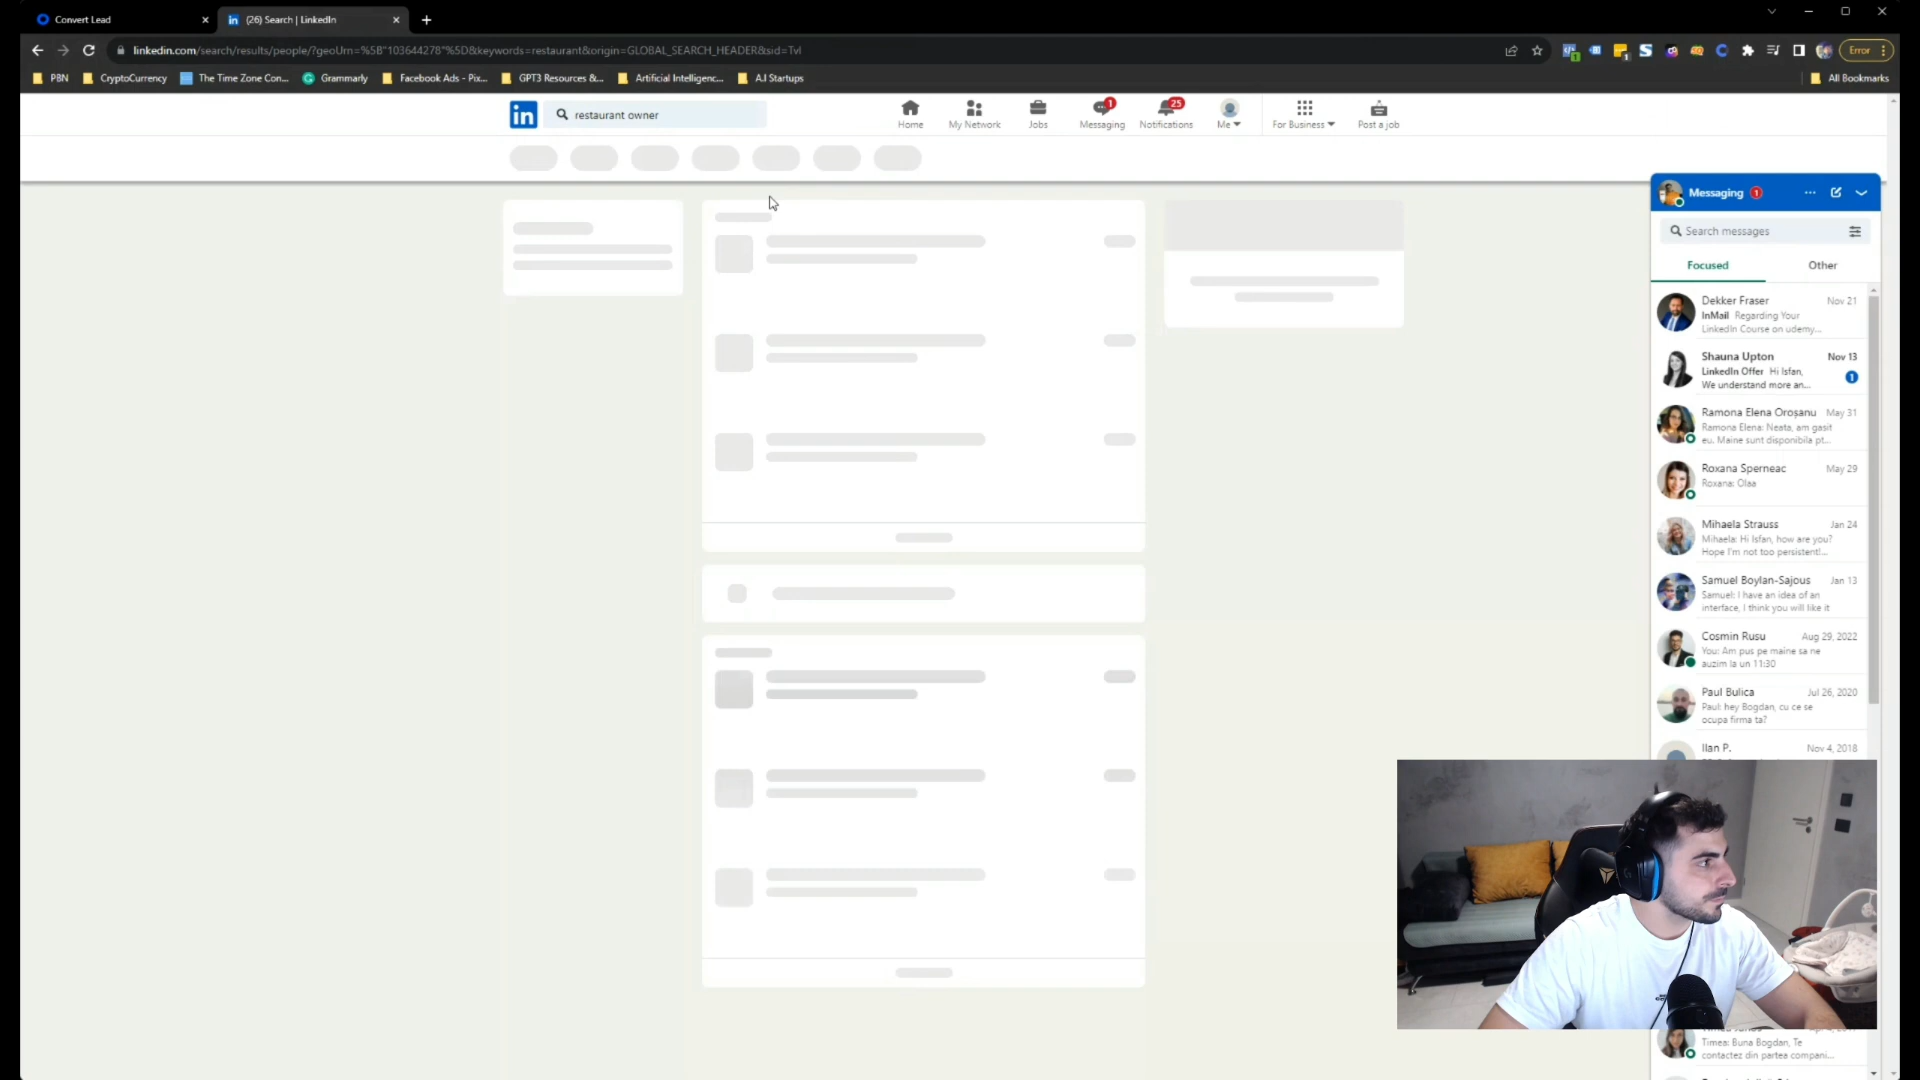 Convert Lead
in (26) Search | LinkedIn
linkedin.com/search/results/people/?geoUrn=%5B"103644278"%5D&keywords=restaurant&origin=GLOBAL_SEARCH_HEADER&sid=Tvl
Error
PBN
CryptoCurrency
The Time Zone Con...
Grammarly
Facebook Ads - Pix...
GPT3 Resources &...
Artificial Intelligenc...
A.I Startups
All Bookmarks
in
restaurant owner
Home
My Network
Jobs
1
Messaging
25
Notifications
Me
For Business
Post a job
Messaging 1
Search messages
Focused
Other
Dekker Fraser Nov 21
InMail Regarding Your
LinkedIn Course on udemy...
Shauna Upton Nov 13
LinkedIn Offer Hi Isfan,
We understand more an... 1
Ramona Elena Oroșanu May 31
Ramona Elena: Neata, am gasit
eu. Maine sunt disponibila pt...
Roxana Sperneac May 29
Roxana: Olaa
Mihaela Strauss Jan 24
Mihaela: Hi Isfan, how are you?
Hope I'm not too persistent!...
Samuel Boylan-Sajous Jan 13
Samuel: I have an idea of an
interface, I think you will like it
Cosmin Rusu Aug 29, 2022
You: Am pus pe maine sa ne
auzim la un 11:30
Paul Bulica Jul 26, 2020
Paul: hey Bogdan, cu ce se
ocupa firma ta?
Ilan P. Nov 4, 2018
Timea: Buna Bogdan, Te
contactez din partea compani...